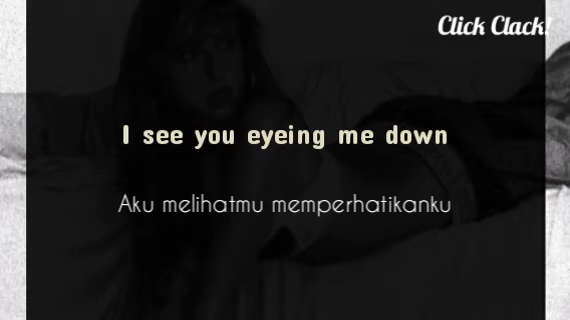 Click Clack!
I see you eyeing me down
Aku melihatmu memperhatikanku